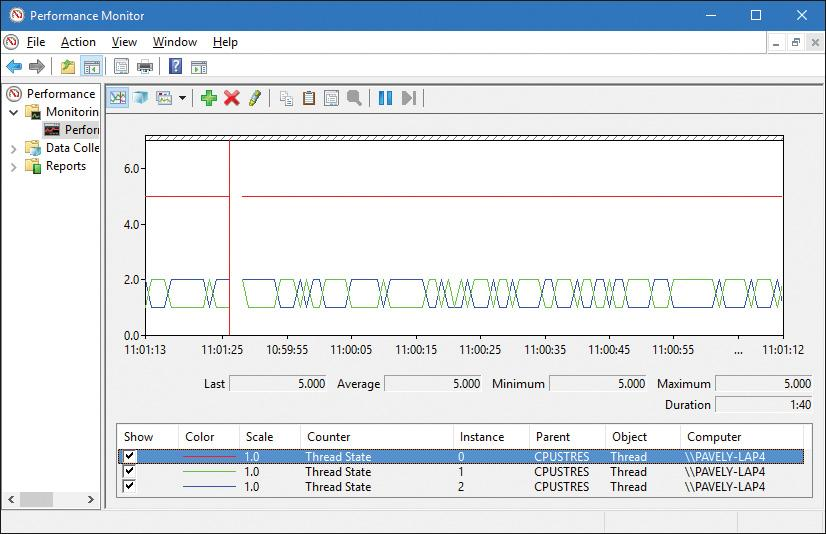 Performance Monitor
File Action View Window Help
Performance
Monitorin
Perforn
Data Colle
Reports
6.0
4.0
2.0
0.0
11:01:13 11:01:25 10:59:55 11:00:05 11:00:15 11:00:25 11:00:35 11:00:45 11:00:55 ... 11:01:12
Last 5.000 Average 5.000 Minimum 5.000 Maximum 5.000
Duration 1:40
Show Color Scale Counter Instance Parent Object Computer
1.0 Thread State 0 CPUSTRES Thread \\PAVELY-LAP4
1.0 Thread State 1 CPUSTRES Thread \\PAVELY-LAP4
1.0 Thread State 2 CPUSTRES Thread \\PAVELY-LAP4